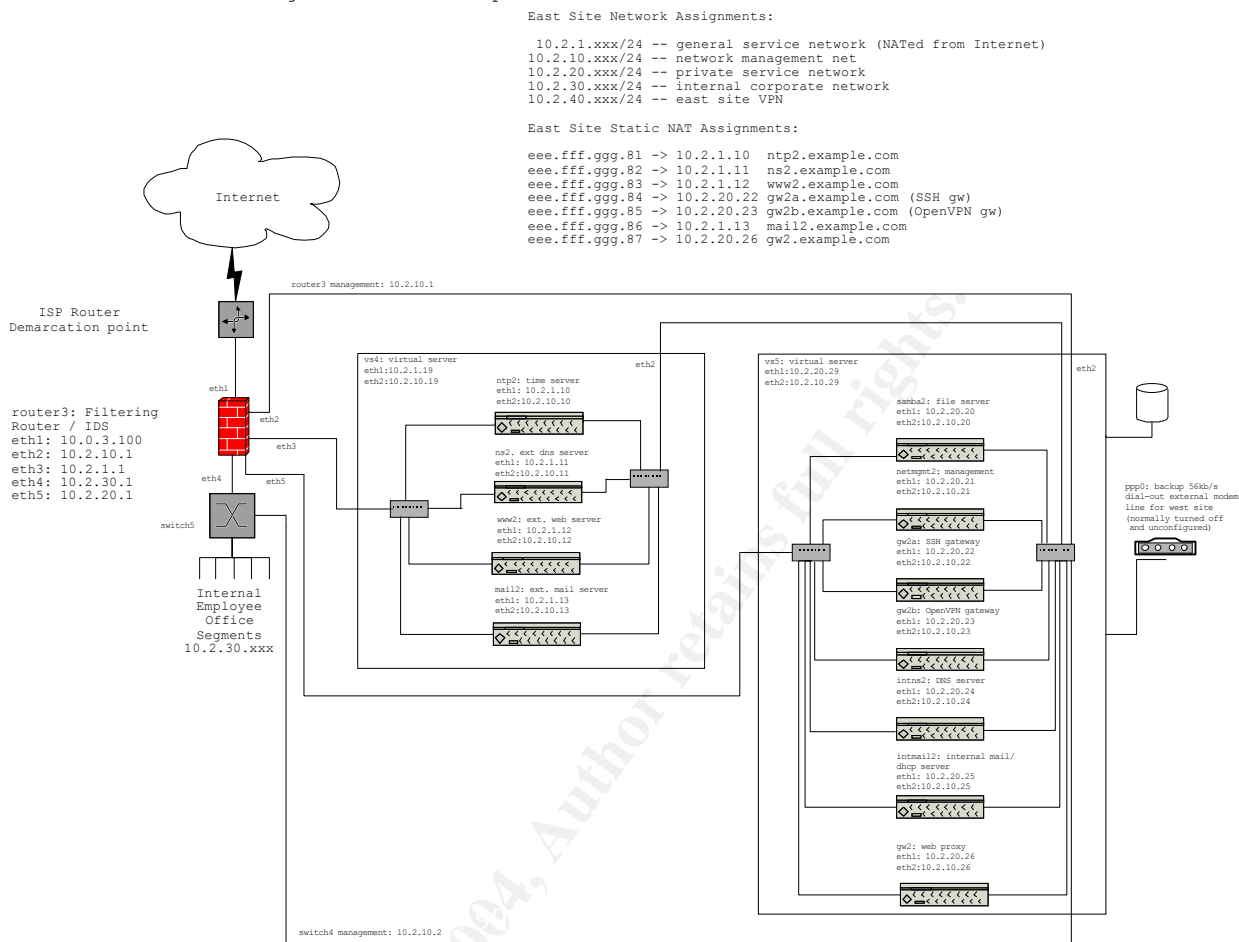 East Site Network Assignments:
10.2.1.xxx/24 -- general service network (NATed from Internet)
10.2.10.xxx/24 -- network management net
10.2.20.xxx/24 -- private service network
10.2.30.xxx/24 -- internal corporate network
10.2.40.xxx/24 -- east site VPN
East Site Static NAT Assignments:
eee.fff.ggg.81 -> 10.2.1.10 ntp2.example.com
eee.fff.ggg.82 -> 10.2.1.11 ns2.example.com
eee.fff.ggg.83 -> 10.2.1.12 www2.example.com
eee.fff.ggg.84 -> 10.2.20.22 gw2a.example.com (SSH gw)
eee.fff.ggg.85 -> 10.2.20.23 gw2b.example.com (OpenVPN gw)
eee.fff.ggg.86 -> 10.2.1.13 mail2.example.com
eee.fff.ggg.87 -> 10.2.20.26 gw2.example.com
Internet
router3 management: 10.2.10.1
ISP Router
Demarcation point
eth1
router3: Filtering
Router / IDS
eth1: 10.0.3.100
eth2: 10.2.10.1
eth3: 10.2.1.1
eth4: 10.2.30.1
eth5: 10.2.20.1
eth2
eth3
eth4
eth5
switch5
Internal
Employee
Office
Segments
10.2.30.xxx
vs4: virtual server
eth1:10.2.1.19
eth2:10.2.10.19
eth2
ntp2: time server
eth1: 10.2.1.10
eth2:10.2.10.10
ns2. ext dns server
eth1: 10.2.1.11
eth2:10.2.10.11
www2: ext. web server
eth1: 10.2.1.12
eth2:10.2.10.12
mail2: ext. mail server
eth1: 10.2.1.13
eth2:10.2.10.13
vs5: virtual server
eth1:10.2.20.29
eth2:10.2.10.29
eth2
samba2: file server
eth1: 10.2.20.20
eth2:10.2.10.20
netmgmt2: management
eth1: 10.2.20.21
eth2:10.2.10.21
gw2a: SSH gateway
eth1: 10.2.20.22
eth2:10.2.10.22
gw2b: OpenVPN gateway
eth1: 10.2.20.23
eth2:10.2.10.23
intns2: DNS server
eth1: 10.2.20.24
eth2:10.2.10.24
intmail2: internal mail/
dhcp server
eth1: 10.2.20.25
eth2:10.2.10.25
gw2: web proxy
eth1: 10.2.20.26
eth2:10.2.10.26
ppp0: backup 56kb/s
dial-out external modem
line for west site
(normally turned off
and unconfigured)
switch4 management: 10.2.10.2
04, Author retains full rights.